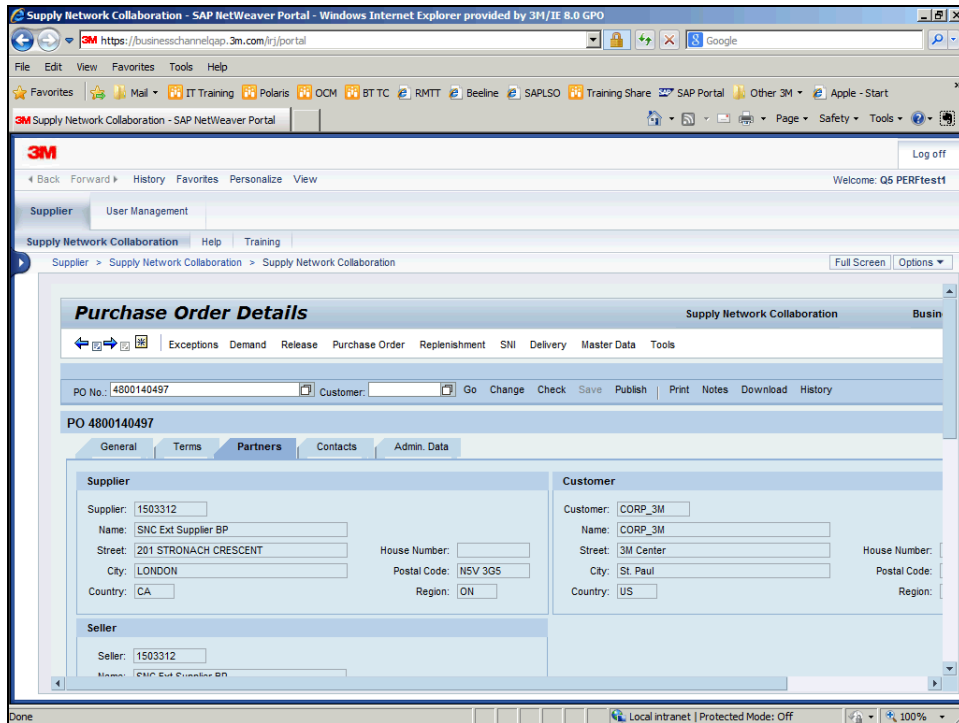 Supply Network Collaboration - SAP NetWeaver Portal - Windows Internet Explorer provided by 3M/IE 8.0 GPO
3M https://businesschannelqap.3m.com/irj/portal Google
File Edit View Favorites Tools Help
Favorites Mail IT Training Polaris OCM BT TC RMTT Beeline SAPLSO Training Share SAP Portal Other 3M Apple - Start
3M Supply Network Collaboration - SAP NetWeaver Portal Page Safety Tools
3M Log off
Back Forward History Favorites Personalize View Welcome: Q5 PERFtest1
Supplier User Management
Supply Network Collaboration Help Training
Supplier > Supply Network Collaboration > Supply Network Collaboration Full Screen Options
Purchase Order Details Supply Network Collaboration Busin
Exceptions Demand Release Purchase Order Replenishment SNI Delivery Master Data Tools
PO No.: 4800140497 Customer: Go Change Check Save Publish Print Notes Download History
PO 4800140497
General Terms Partners Contacts Admin. Data
Supplier Customer
Supplier: 1503312 Customer: CORP_3M
Name: SNC Ext Supplier BP Name: CORP_3M
Street: 201 STRONACH CRESCENT House Number: Street: 3M Center House Number:
City: LONDON Postal Code: N5V 3G5 City: St. Paul Postal Code:
Country: CA Region: ON Country: US Region:
Seller
Seller: 1503312
Name: SNC Ext Supplier BP
Done Local intranet | Protected Mode: Off 100%